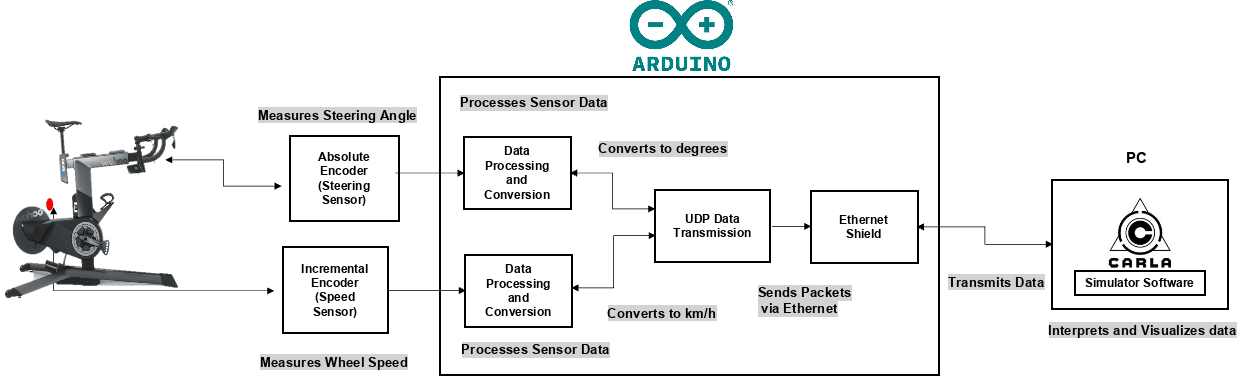 ARDUINO
Processes Sensor Data
Measures Steering Angle
Absolute
Encoder
(Steering
Sensor)
Data
Processing
and
Conversion
Converts to degrees
PC
UDP Data
Transmission
Ethernet
Shield
CARLA
Simulator Software
Incremental
Encoder
(Speed
Sensor)
Data
Processing
and
Conversion
Converts to km/h
Sends Packets
via Ethernet
Transmits Data
Interprets and Visualizes data
Measures Wheel Speed
Processes Sensor Data